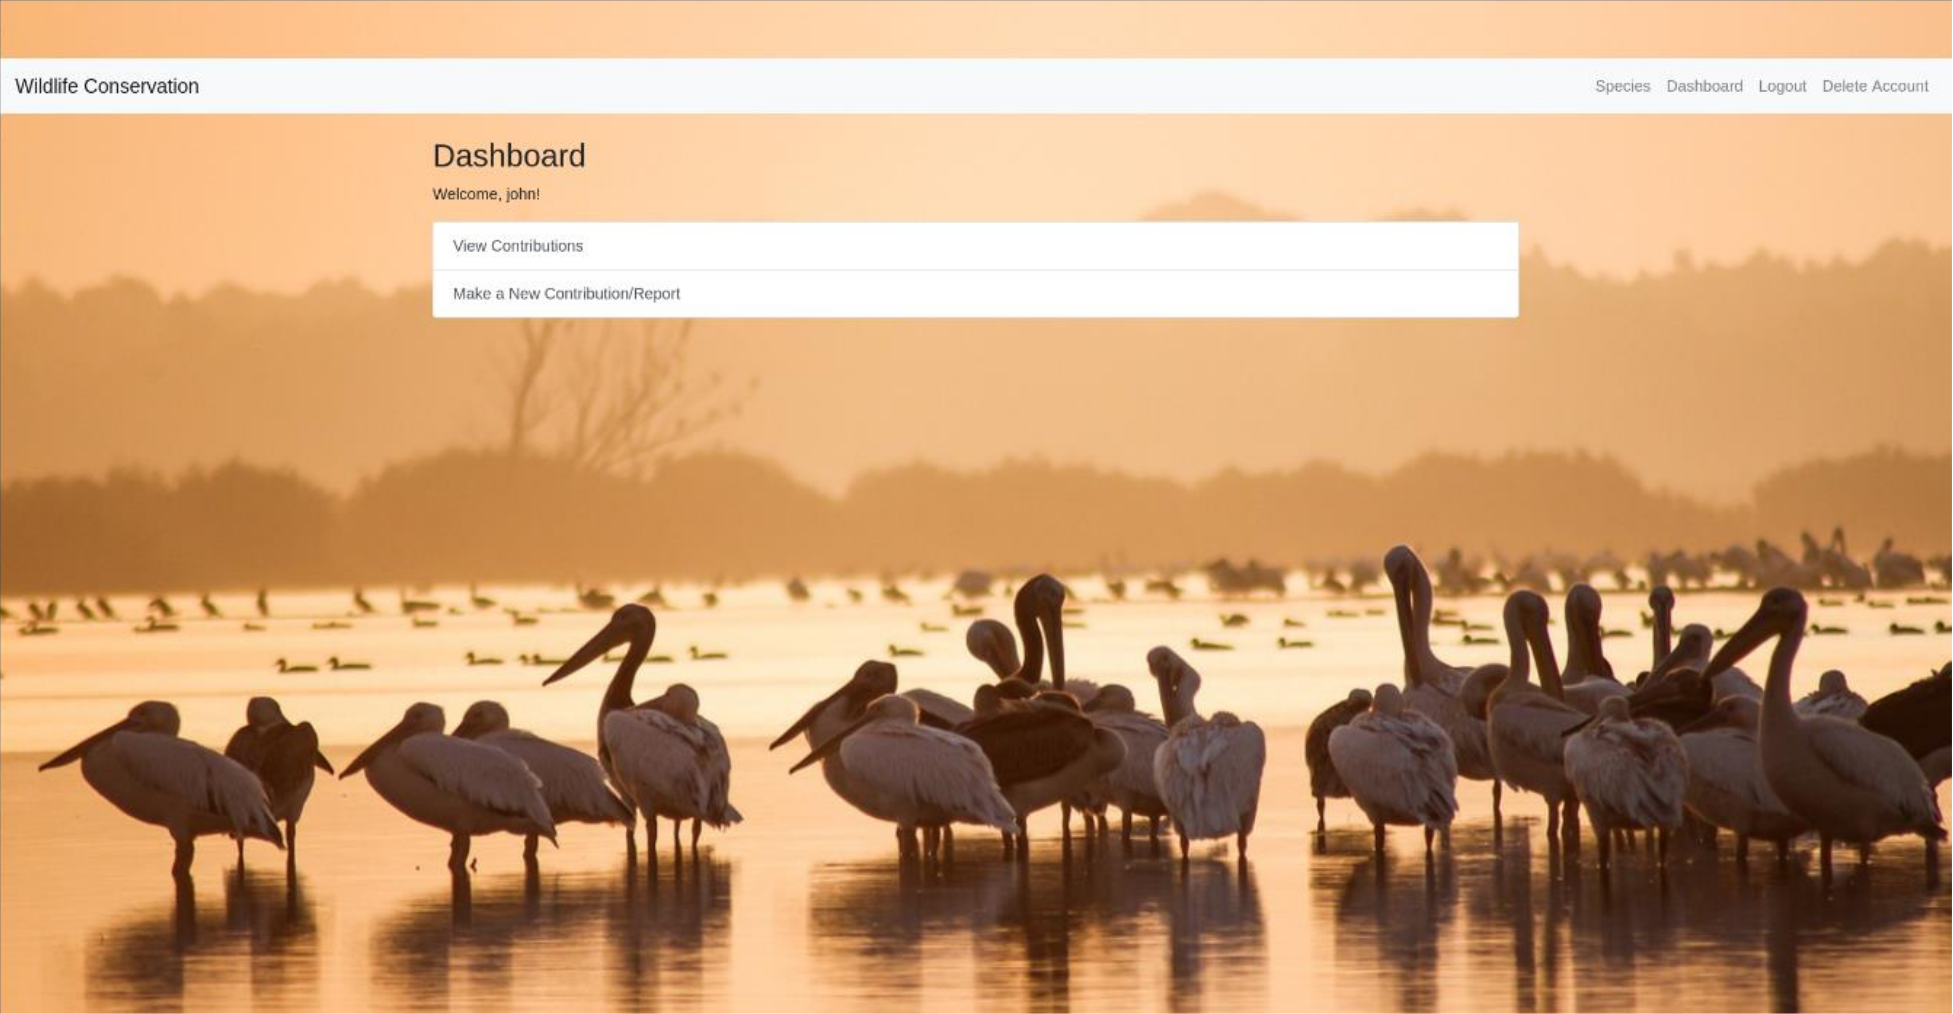 Wildlife Conservation
Species Dashboard Logout Delete Account
Dashboard
Welcome, john!
View Contributions
Make a New Contribution/Report